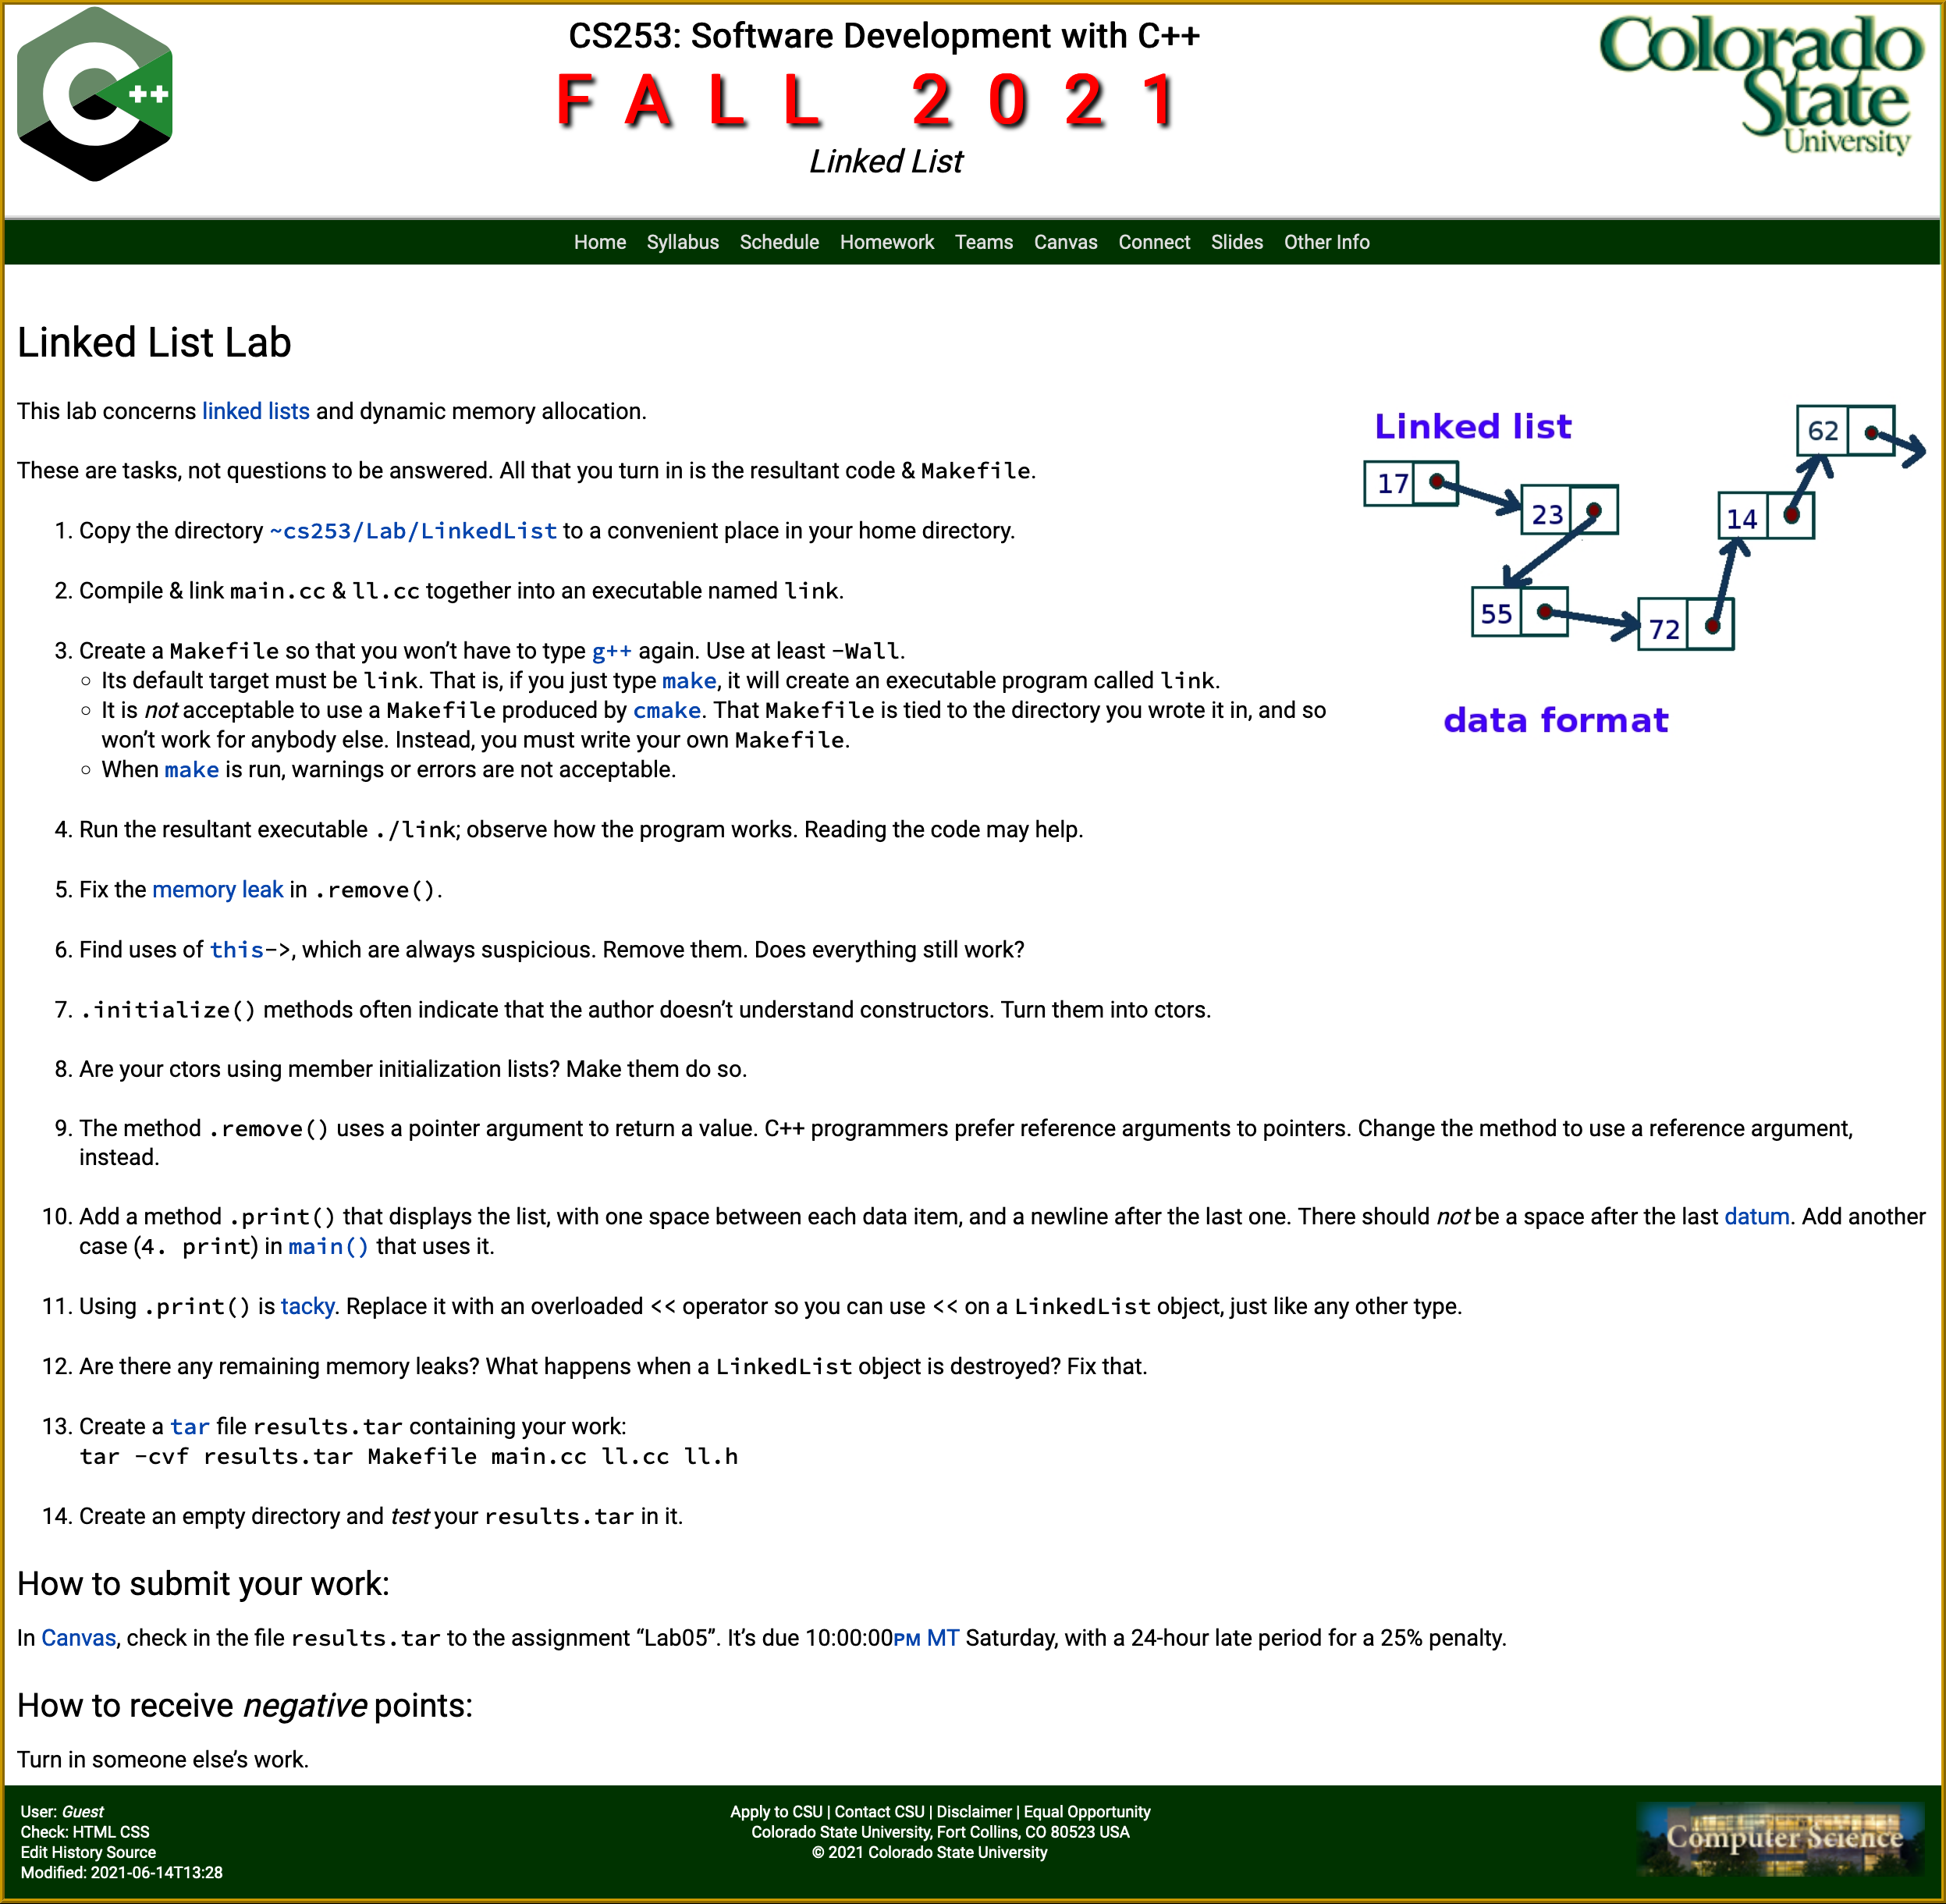 ++
CS253: Software Development with C++
FALL 2021
Linked List
Colorado
State
University
Home Syllabus Schedule Homework Teams Canvas Connect Slides Other Info
Linked List Lab
This lab concerns linked lists and dynamic memory allocation.
These are tasks, not questions to be answered. All that you turn in is the resultant code & Makefile.
Linked list
17
23
55
72
14
62
data format
1. Copy the directory ~cs253/Lab/LinkedList to a convenient place in your home directory.
2. Compile & link main.cc & ll.cc together into an executable named link.
3. Create a Makefile so that you won’t have to type g++ again. Use at least -Wall.
◦ Its default target must be link. That is, if you just type make, it will create an executable program called link.
◦ It is not acceptable to use a Makefile produced by cmake. That Makefile is tied to the directory you wrote it in, and so
won’t work for anybody else. Instead, you must write your own Makefile.
◦ When make is run, warnings or errors are not acceptable.
4. Run the resultant executable ./link; observe how the program works. Reading the code may help.
5. Fix the memory leak in .remove().
6. Find uses of this->, which are always suspicious. Remove them. Does everything still work?
7. .initialize() methods often indicate that the author doesn’t understand constructors. Turn them into ctors.
8. Are your ctors using member initialization lists? Make them do so.
9. The method .remove() uses a pointer argument to return a value. C++ programmers prefer reference arguments to pointers. Change the method to use a reference argument,
instead.
10. Add a method .print() that displays the list, with one space between each data item, and a newline after the last one. There should not be a space after the last datum. Add another
case (4. print) in main() that uses it.
11. Using .print() is tacky. Replace it with an overloaded << operator so you can use << on a LinkedList object, just like any other type.
12. Are there any remaining memory leaks? What happens when a LinkedList object is destroyed? Fix that.
13. Create a tar file results.tar containing your work:
tar -cvf results.tar Makefile main.cc ll.cc ll.h
14. Create an empty directory and test your results.tar in it.
How to submit your work:
In Canvas, check in the file results.tar to the assignment “Lab05”. It’s due 10:00:00PM MT Saturday, with a 24-hour late period for a 25% penalty.
How to receive negative points:
Turn in someone else’s work.
User: Guest
Check: HTML CSS
Edit History Source
Modified: 2021-06-14T13:28
Apply to CSU | Contact CSU | Disclaimer | Equal Opportunity
Colorado State University, Fort Collins, CO 80523 USA
© 2021 Colorado State University
Computer Science